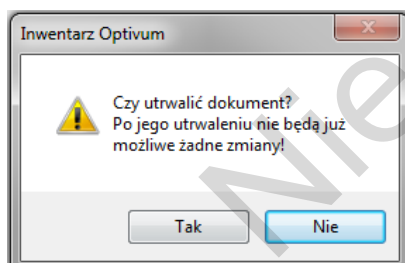 Inwentarz Optivum
Czy utrwalić dokument?
Po jego utrwaleniu nie będą już
możliwe żadne zmiany!
Tak
Nie
Nie